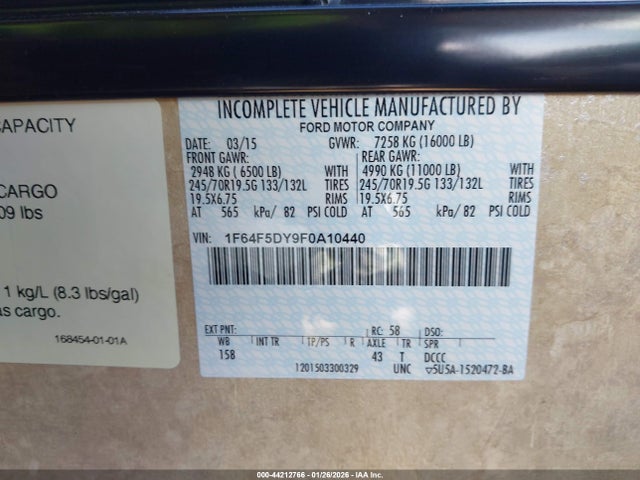 CAPACITY
CARGO
09 lbs
1 kg/L (8.3 lbs/gal)
as cargo.
168454-01-01A
INCOMPLETE VEHICLE MANUFACTURED BY
FORD MOTOR COMPANY
DATE: 03/15 GVWR: 7258 KG (16000 LB)
FRONT GAWR: REAR GAWR:
2948 KG ( 6500 LB) WITH 4990 KG (11000 LB) WITH
245/70R19.5G 133/132L TIRES 245/70R19.5G 133/132L TIRES
19.5X6.75 RIMS 19.5X6.75 RIMS
AT 565 kPa/ 82 PSI COLD AT 565 kPa/ 82 PSI COLD
VIN: 1F64F5DY9F0A10440
EXT PNT: RC: 58 DSO:
WB INT TR TP/PS R AXLE TR SPR
158 43 T DCCC
1201503300329 UNC ▽5U5A-1520472-BA
000-44212766 | 01/26/2026 | IAA Inc.